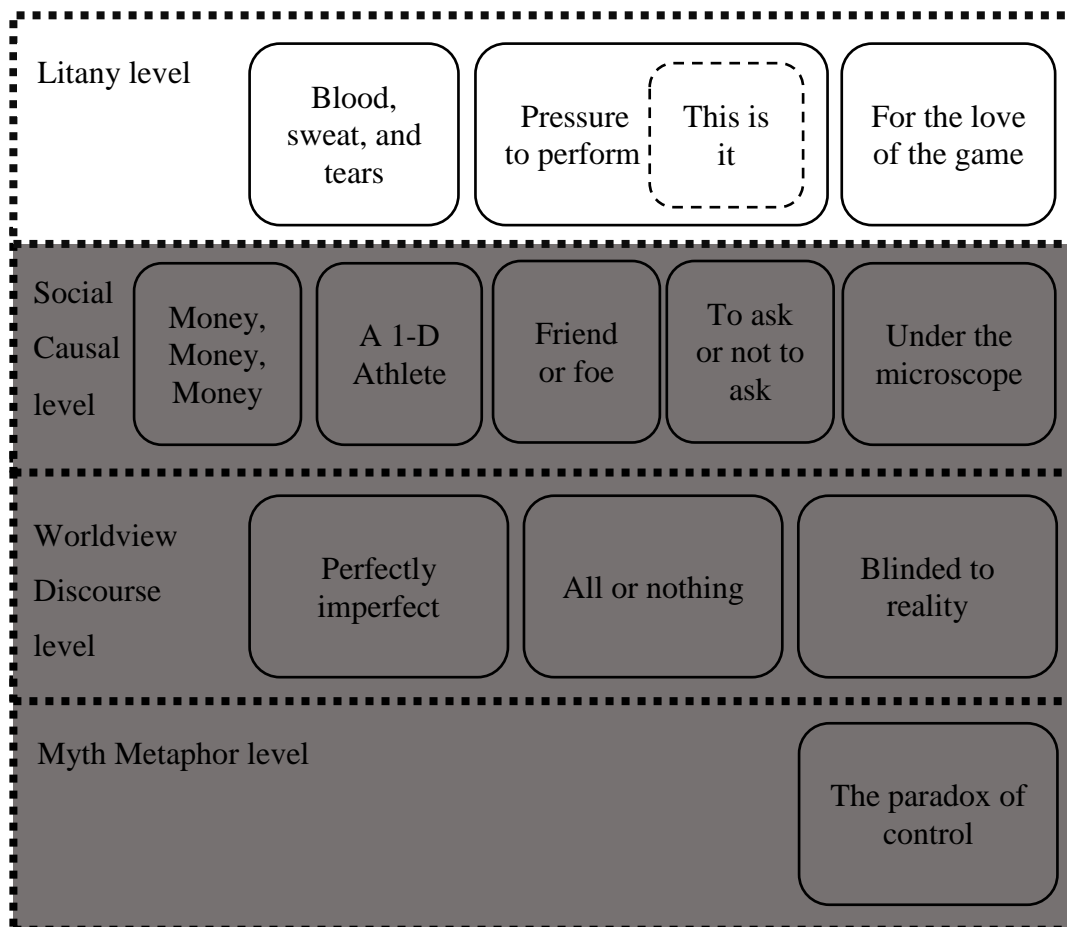 Litany level
Blood,
sweat, and
tears
Pressure
to perform
This is
it
For the love
of the game
Social
Causal
level
Money,
Money,
Money
A 1-D
Athlete
Friend
or foe
To ask
or not to
ask
Under the
microscope
Worldview
Discourse
level
Perfectly
imperfect
All or nothing
Blinded to
reality
Myth Metaphor level
The paradox of
control